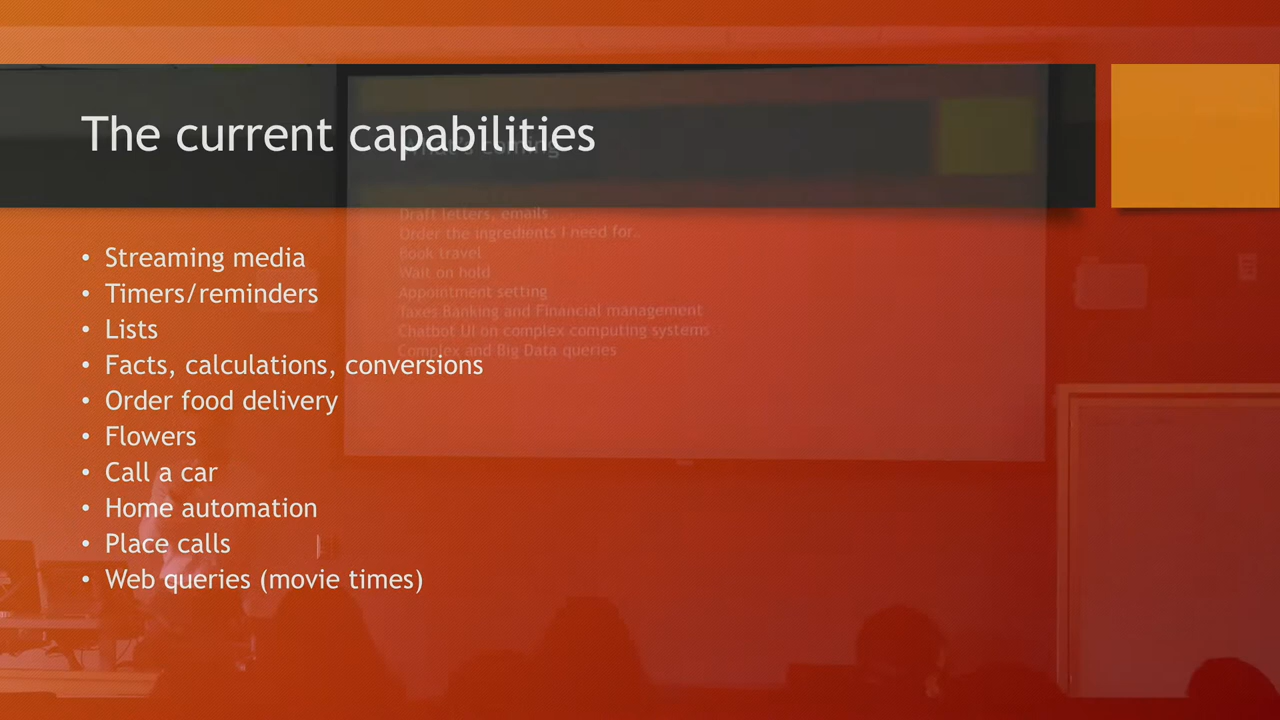 The current capabilities
• Streaming media
• Timers/reminders
• Lists
• Facts, calculations, conversions
• Order food delivery
• Flowers
• Call a car
• Home automation
• Place calls
• Web queries (movie times)
What's coming
Draft letters, emails
Order the ingredients I need for..
Book travel
Wait on hold
Appointment setting
Taxes Banking and Financial management
Chatbot UI on complex computing systems
Complex and Big Data queries